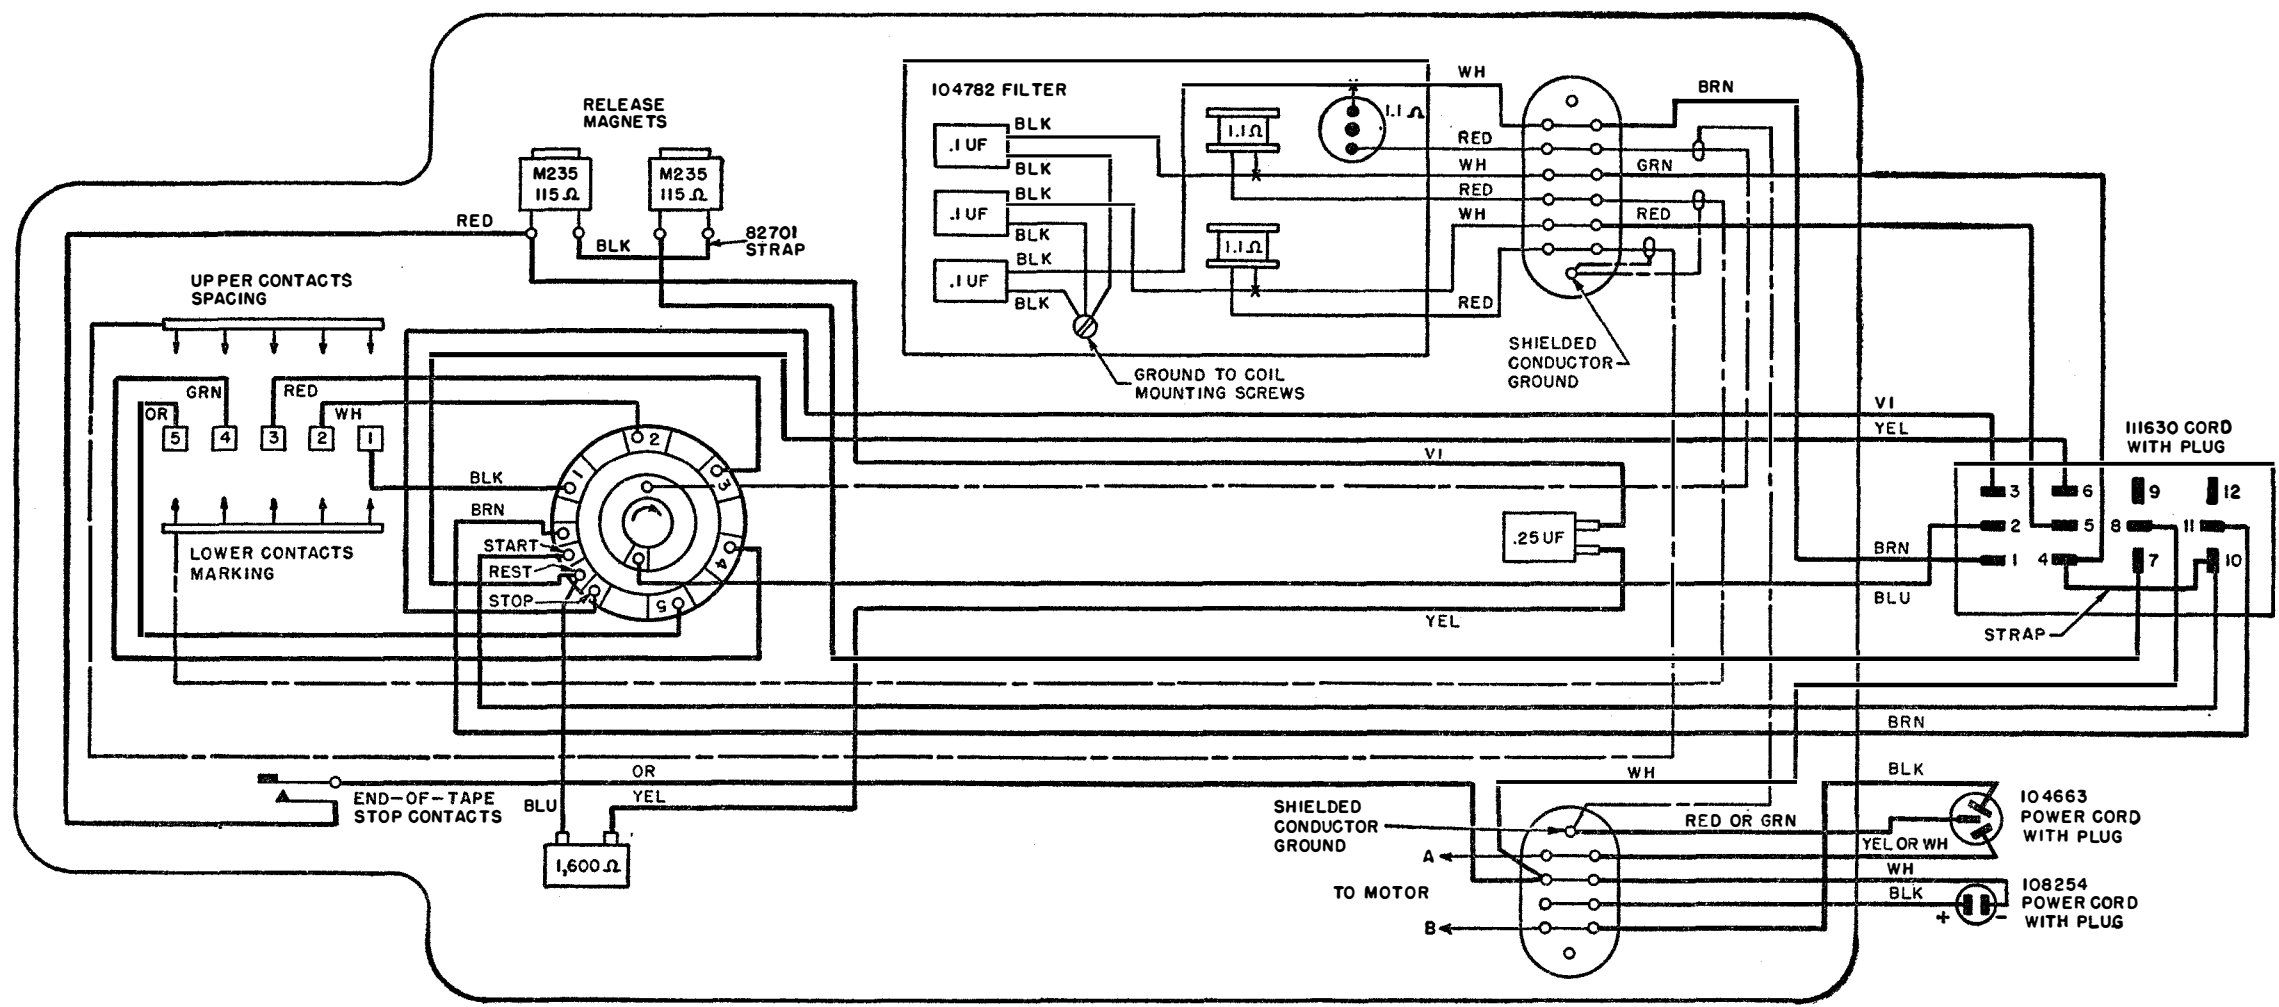 104782 FILTER
WH
BRN
RELEASE
MAGNETS
1.1 Ω
BLK
.1 UF
BLK
1.1 Ω
RED
WH
GRN
M235
115 Ω
M235
115 Ω
BLK
.1 UF
BLK
RED
WH
RED
RED
BLK
82701
STRAP
1.1 Ω
BLK
.1 UF
BLK
RED
UPPER CONTACTS
SPACING
SHIELDED
CONDUCTOR
GROUND
GROUND TO COIL
MOUNTING SCREWS
OR
GRN
RED
WH
5
4
3
2
1
VI
YEL
VI
111630 CORD
WITH PLUG
1
2
3
4
5
BLK
BRN
START
REST
STOP
LOWER CONTACTS
MARKING
.25 UF
3
6
9
12
2
5
8
11
1
4
7
10
BRN
BLU
YEL
STRAP
BRN
OR
YEL
BLU
END-OF-TAPE
STOP CONTACTS
1,600 Ω
WH
BLK
SHIELDED
CONDUCTOR
GROUND
RED OR GRN
YEL OR WH
104663
POWER CORD
WITH PLUG
A
TO MOTOR
B
WH
BLK
+
-
108254
POWER CORD
WITH PLUG